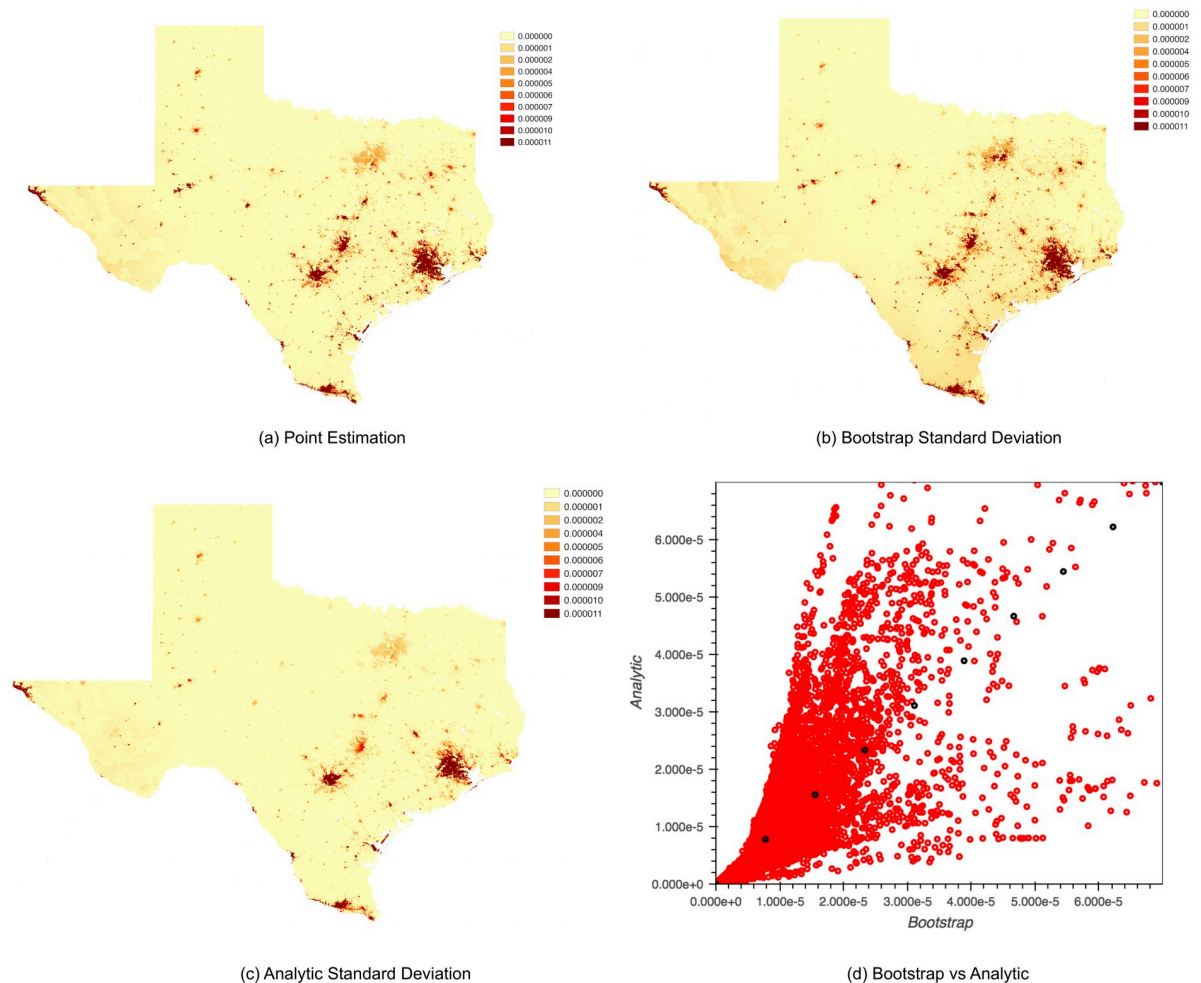 0.000000
0.000001
0.000002
0.000004
0.000005
0.000006
0.000007
0.000009
0.000010
0.000011
(a) Point Estimation
0.000000
0.000001
0.000002
0.000004
0.000005
0.000006
0.000007
0.000009
0.000010
0.000011
(b) Bootstrap Standard Deviation
0.000000
0.000001
0.000002
0.000004
0.000005
0.000006
0.000007
0.000009
0.000010
0.000011
(c) Analytic Standard Deviation
6.000e-5
5.000e-5
4.000e-5
3.000e-5
2.000e-5
1.000e-5
0.000e+0
Analytic
0.000e+0 1.000e-5 2.000e-5 3.000e-5 4.000e-5 5.000e-5 6.000e-5
Bootstrap
(d) Bootstrap vs Analytic